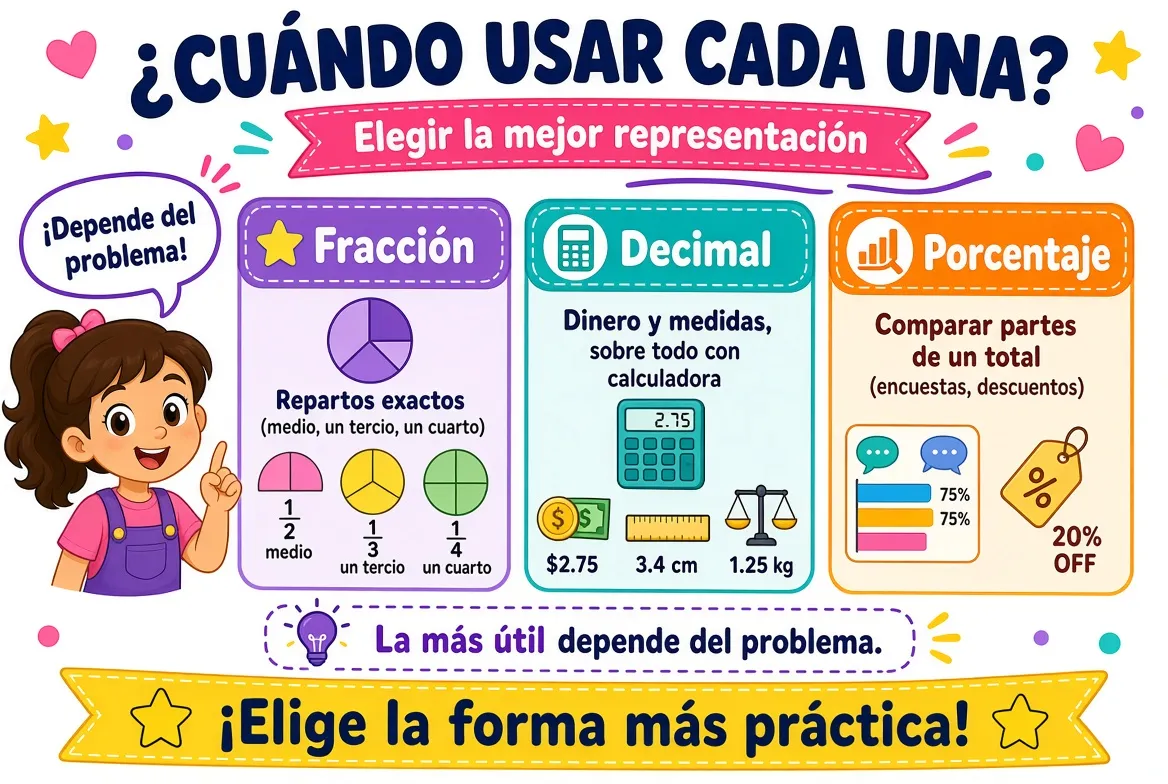 ¿CUÁNDO USAR CADA UNA?
Elegir la mejor representación
¡Depende del
problema!
Fracción
Repartos exactos
(medio, un tercio, un cuarto)
1
2
medio
1
3
un tercio
1
4
un cuarto
Decimal
Dinero y medidas,
sobre todo con
calculadora
2.75
$ $
$2.75
3.4 cm
1.25 kg
Porcentaje
Comparar partes
de un total
(encuestas, descuentos)
75%
75%
%
20%
OFF
La más útil depende del problema.
¡Elige la forma más práctica!